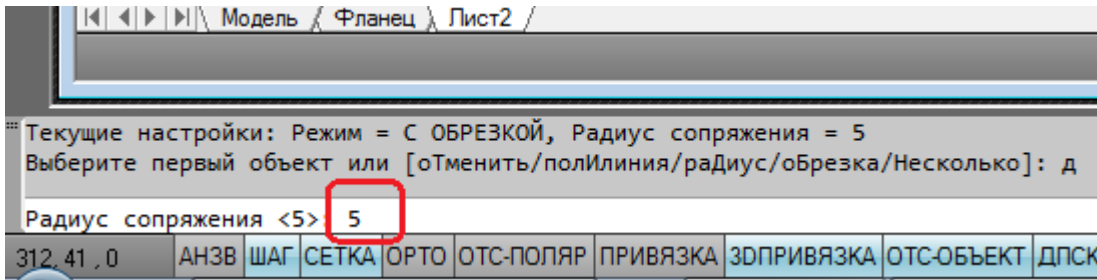 Модель / Фланец \ Лист2 /
Текущие настройки: Режим = С ОБРЕЗКОЙ, Радиус сопряжения = 5
Выберите первый объект или [оТменить/полИлиния/раДиус/оБрезка/Несколько]: д
Радиус сопряжения <5>: 5
312, 41 , 0 АНЗВ ШАГ СЕТКА ОРТО ОТС-ПОЛЯР ПРИВЯЗКА 3DПРИВЯЗКА ОТС-ОБЪЕКТ ДПСК